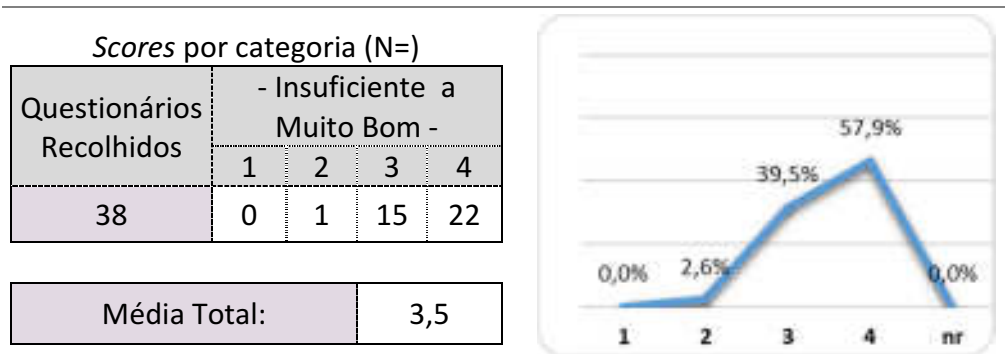 Scores por categoria (N=)
Questionários Recolhidos
- Insuficiente a
Muito Bom -
1 2 3 4
38 0 1 15 22
Média Total: 3,5
57,9%
39,5%
0,0% 2,6% 0,0%
1 2 3 4 nr